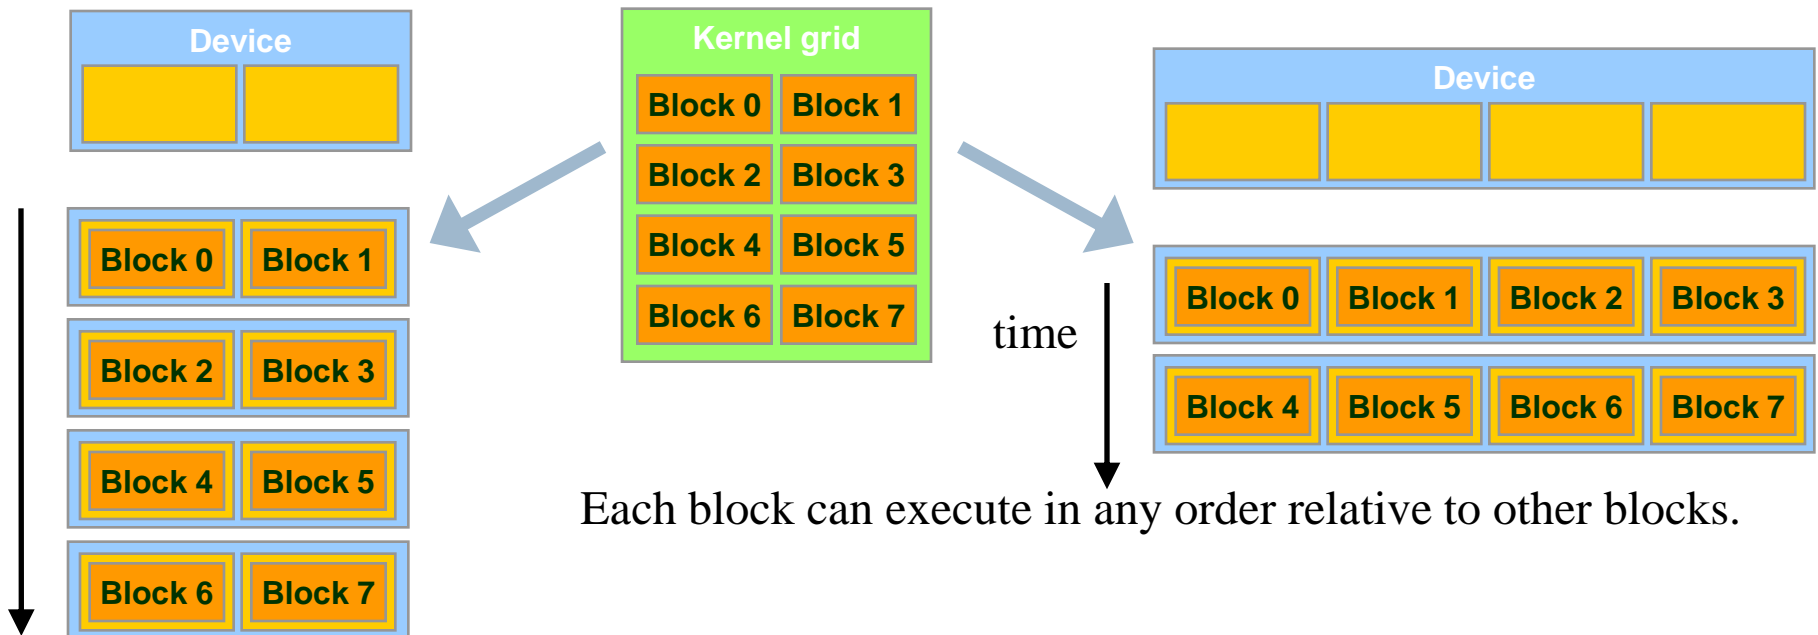 Device
Block 0 Block 1
Block 2 Block 3
Block 4 Block 5
Block 6 Block 7
Kernel grid
Block 0 Block 1
Block 2 Block 3
Block 4 Block 5
Block 6 Block 7
Device
time
Block 0 Block 1 Block 2 Block 3
Block 4 Block 5 Block 6 Block 7
Each block can execute in any order relative to other blocks.